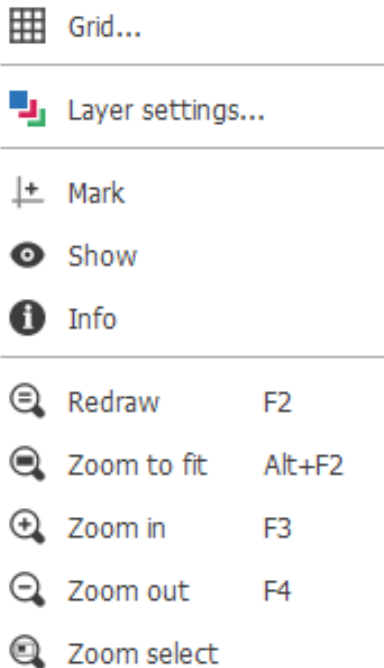 Grid...
Layer settings...
Mark
Show
Info
Redraw F2
Zoom to fit Alt+F2
Zoom in F3
Zoom out F4
Zoom select